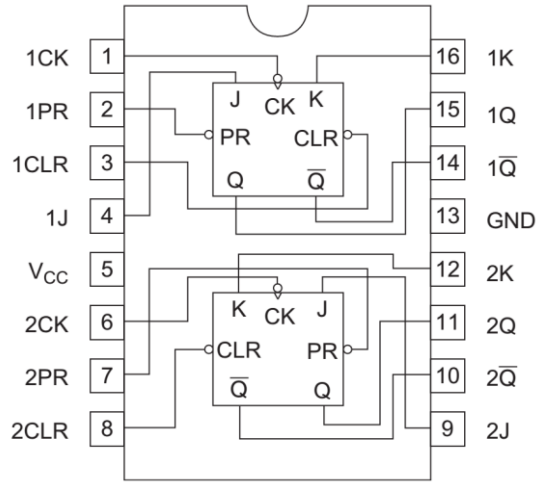 1CK 1 16 1K
J CK K
1PR 2 PR CLR 15 1Q
1CLR 3 14 1Q̅
Q Q̅
1J 4 13 GND
VCC 5 12 2K
K CK J
2CK 6 11 2Q
CLR PR
2PR 7 10 2Q̅
Q̅ Q
2CLR 8 9 2J